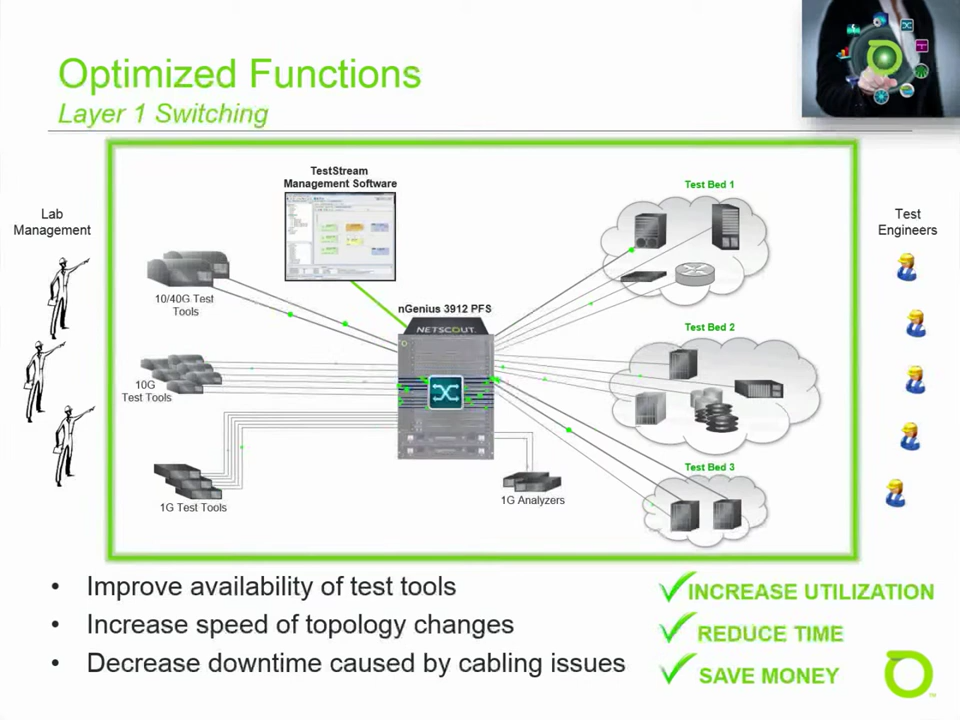 Optimized Functions
Layer 1 Switching
Lab
Management
TestStream
Management Software
Test Bed 1
Test
Engineers
10/40G Test
Tools
nGenius 3912 PFS
NETSCOUT
Test Bed 2
10G
Test Tools
Test Bed 3
1G Test Tools
1G Analyzers
• Improve availability of test tools
• Increase speed of topology changes
• Decrease downtime caused by cabling issues
INCREASE UTILIZATION
REDUCE TIME
SAVE MONEY